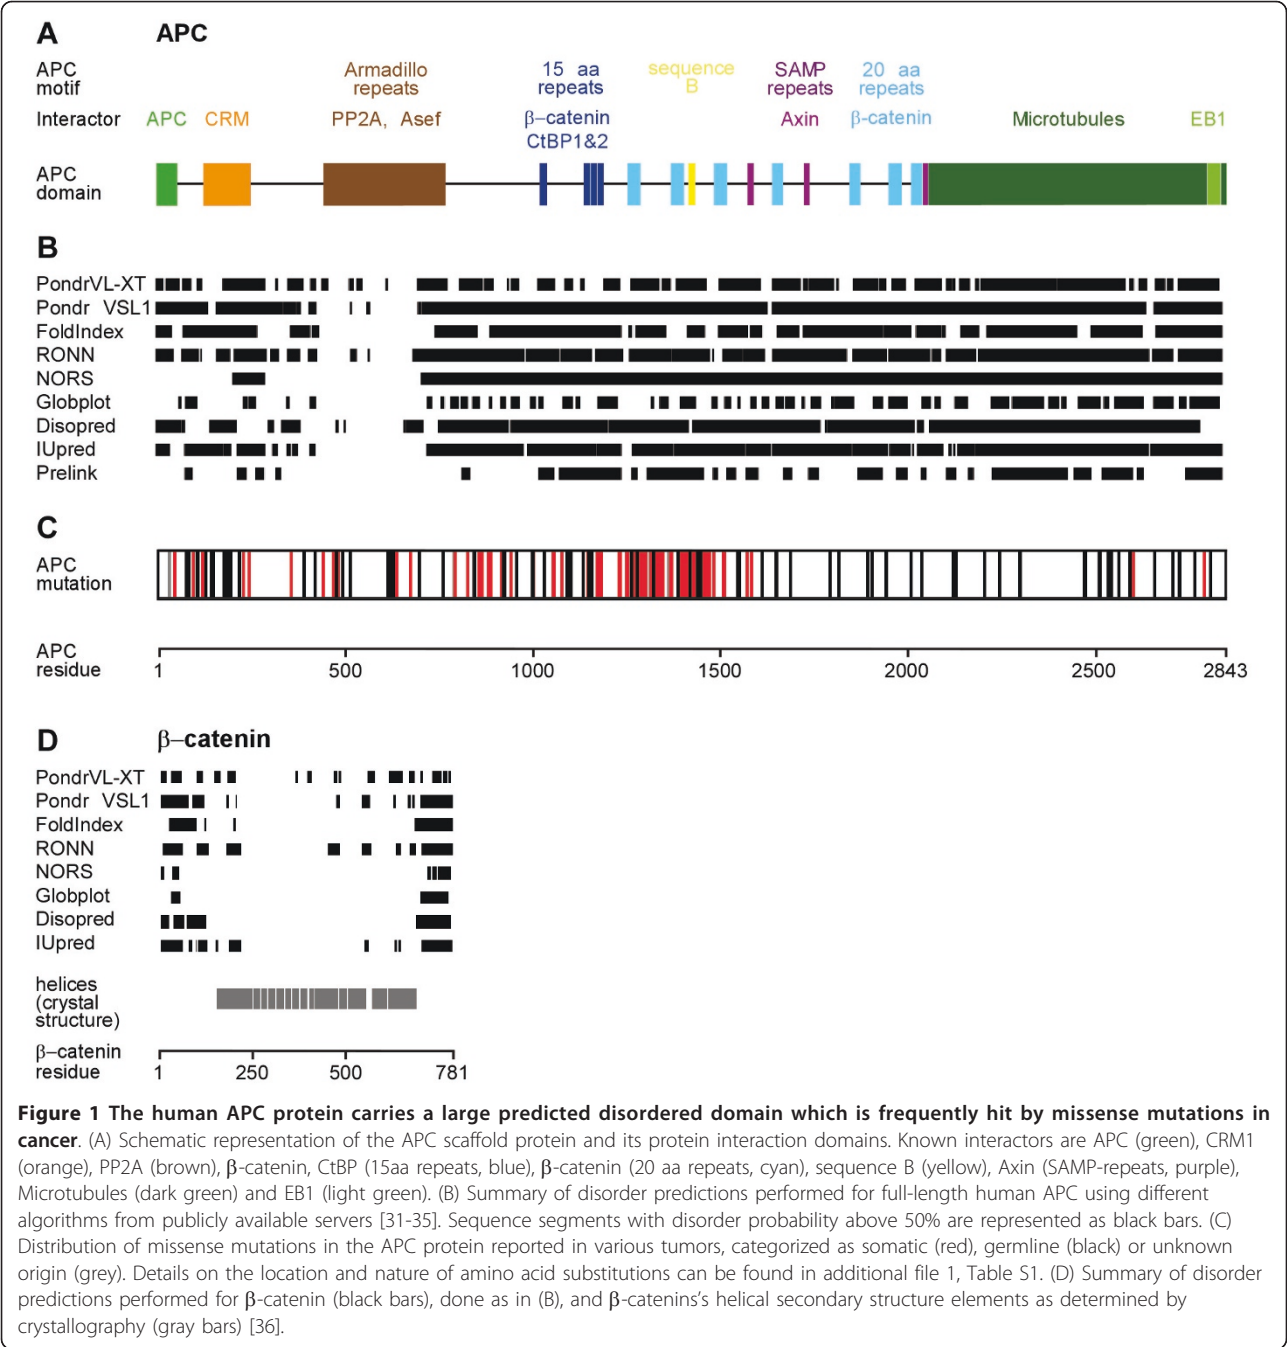 A APC
APC motif
Armadillo repeats
15 aa repeats
sequence B
SAMP repeats
20 aa repeats
Interactor
APC
CRM
PP2A, Asef
β–catenin
CtBP1&2
Axin
β-catenin
Microtubules
EB1
APC domain
B
PondrVL-XT
Pondr VSL1
FoldIndex
RONN
NORS
Globplot
Disopred
IUpred
Prelink
C
APC mutation
APC residue
1 500 1000 1500 2000 2500 2843
D β–catenin
PondrVL-XT
Pondr VSL1
FoldIndex
RONN
NORS
Globplot
Disopred
IUpred
helices
(crystal
structure)
β–catenin
residue
1 250 500 781
Figure 1 The human APC protein carries a large predicted disordered domain which is frequently hit by missense mutations in
cancer. (A) Schematic representation of the APC scaffold protein and its protein interaction domains. Known interactors are APC (green), CRM1
(orange), PP2A (brown), β-catenin, CtBP (15aa repeats, blue), β-catenin (20 aa repeats, cyan), sequence B (yellow), Axin (SAMP-repeats, purple),
Microtubules (dark green) and EB1 (light green). (B) Summary of disorder predictions performed for full-length human APC using different
algorithms from publicly available servers [31-35]. Sequence segments with disorder probability above 50% are represented as black bars. (C)
Distribution of missense mutations in the APC protein reported in various tumors, categorized as somatic (red), germline (black) or unknown
origin (grey). Details on the location and nature of amino acid substitutions can be found in additional file 1, Table S1. (D) Summary of disorder
predictions performed for β-catenin (black bars), done as in (B), and β-catenins's helical secondary structure elements as determined by
crystallography (gray bars) [36].